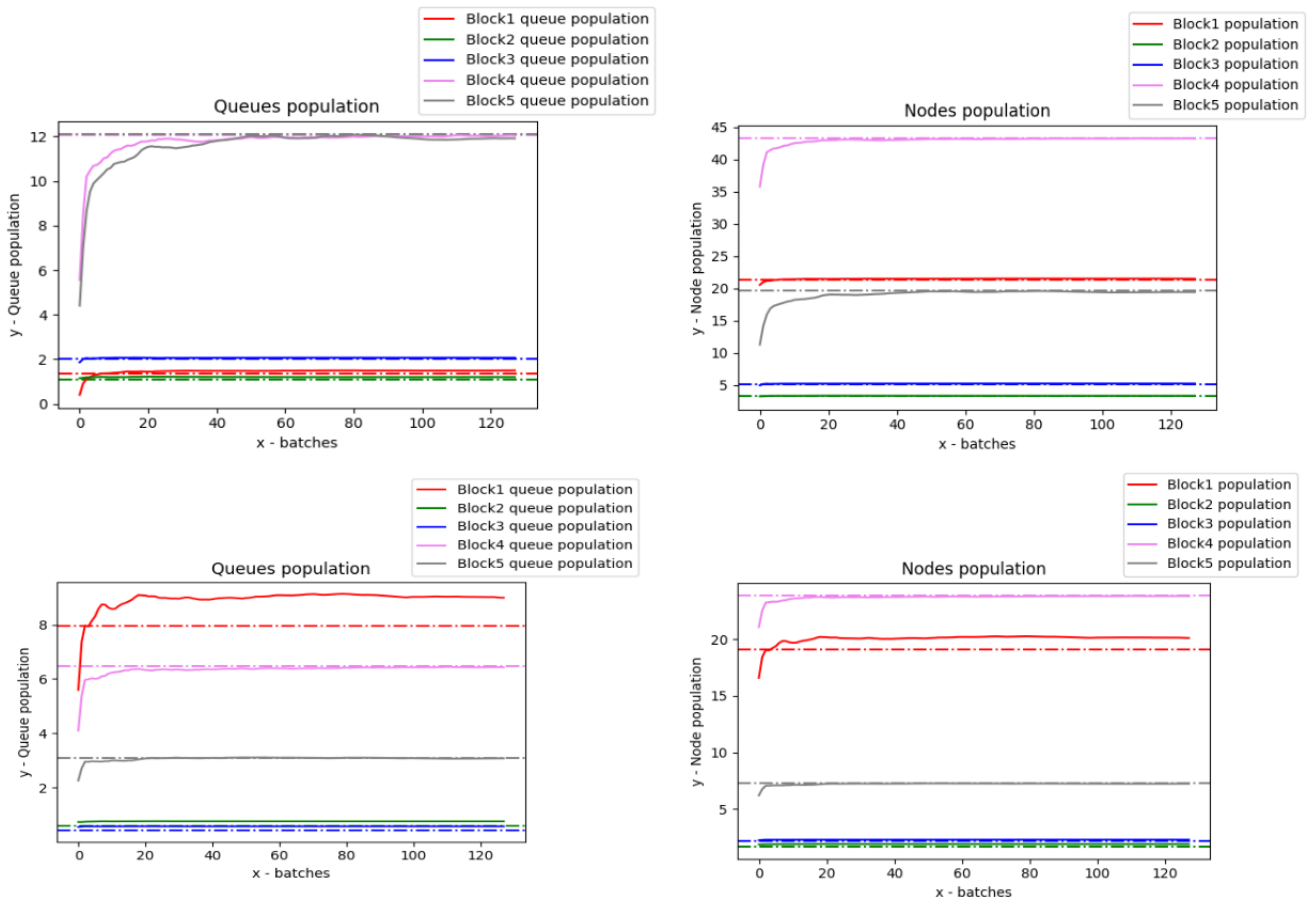 Block1 queue population
Block2 queue population
Block3 queue population
Block4 queue population
Block5 queue population
Queues population
12
10
8
6
4
2
0
y - Queue population
0 20 40 60 80 100 120
x - batches
Block1 population
Block2 population
Block3 population
Block4 population
Block5 population
Nodes population
45
40
35
30
25
20
15
10
5
y - Node population
0 20 40 60 80 100 120
x - batches
Block1 queue population
Block2 queue population
Block3 queue population
Block4 queue population
Block5 queue population
Queues population
8
6
4
2
y - Queue population
0 20 40 60 80 100 120
x - batches
Block1 population
Block2 population
Block3 population
Block4 population
Block5 population
Nodes population
20
15
10
5
y - Node population
0 20 40 60 80 100 120
x - batches